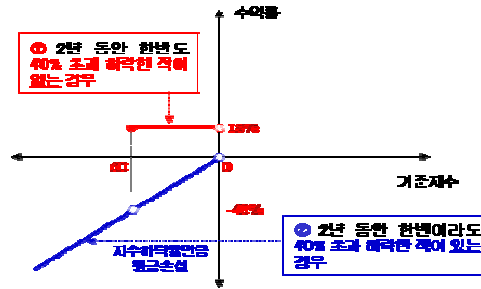 수익률
① 2년 동안 한번도
40% 초과 하락한 적이
없는 경우
0
기준지수
-40%
지수하락률만큼
원금손실
② 2년 동안 한번이라도
40% 초과 하락한 적이 있는
경우